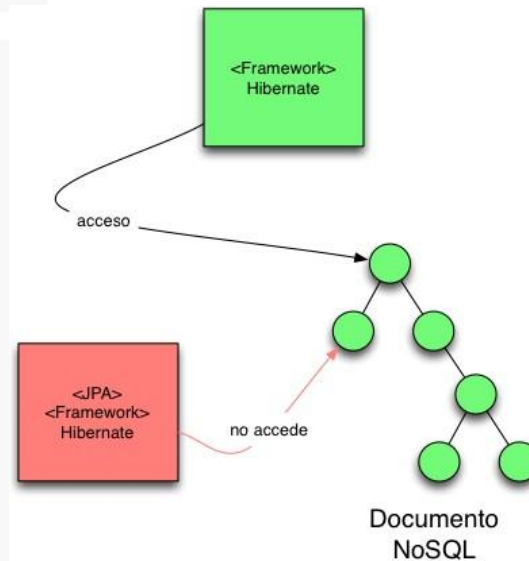 <Framework>
Hibernate
acceso
<JPA>
<Framework>
Hibernate
no accede
Documento
NoSQL